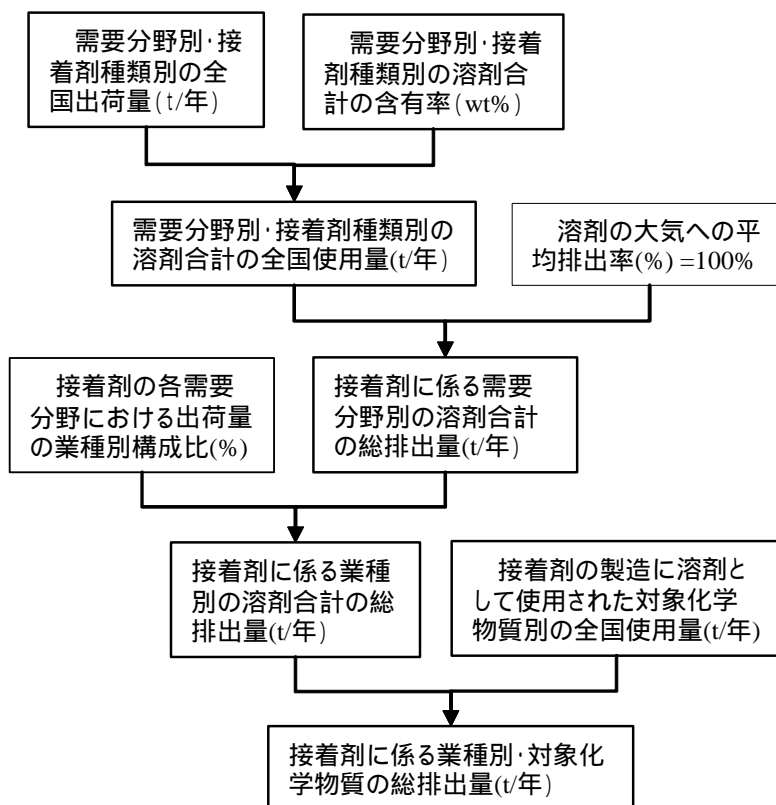 需要分野別･接
着剤種類別の全
国出荷量(t/年)
需要分野別･接着
剤種類別の溶剤合
計の含有率(wt%)
需要分野別･接着剤種類別の
溶剤合計の全国使用量(t/年)
溶剤の大気への平
均排出率(%) =100%
接着剤の各需要
分野における出荷量
の業種別構成比(%)
接着剤に係る需要
分野別の溶剤合計
の総排出量(t/年)
接着剤に係る業種
別の溶剤合計の総
排出量(t/年)
接着剤の製造に溶剤と
して使用された対象化学
物質別の全国使用量(t/年)
接着剤に係る業種別･対象化
学物質の総排出量(t/年)